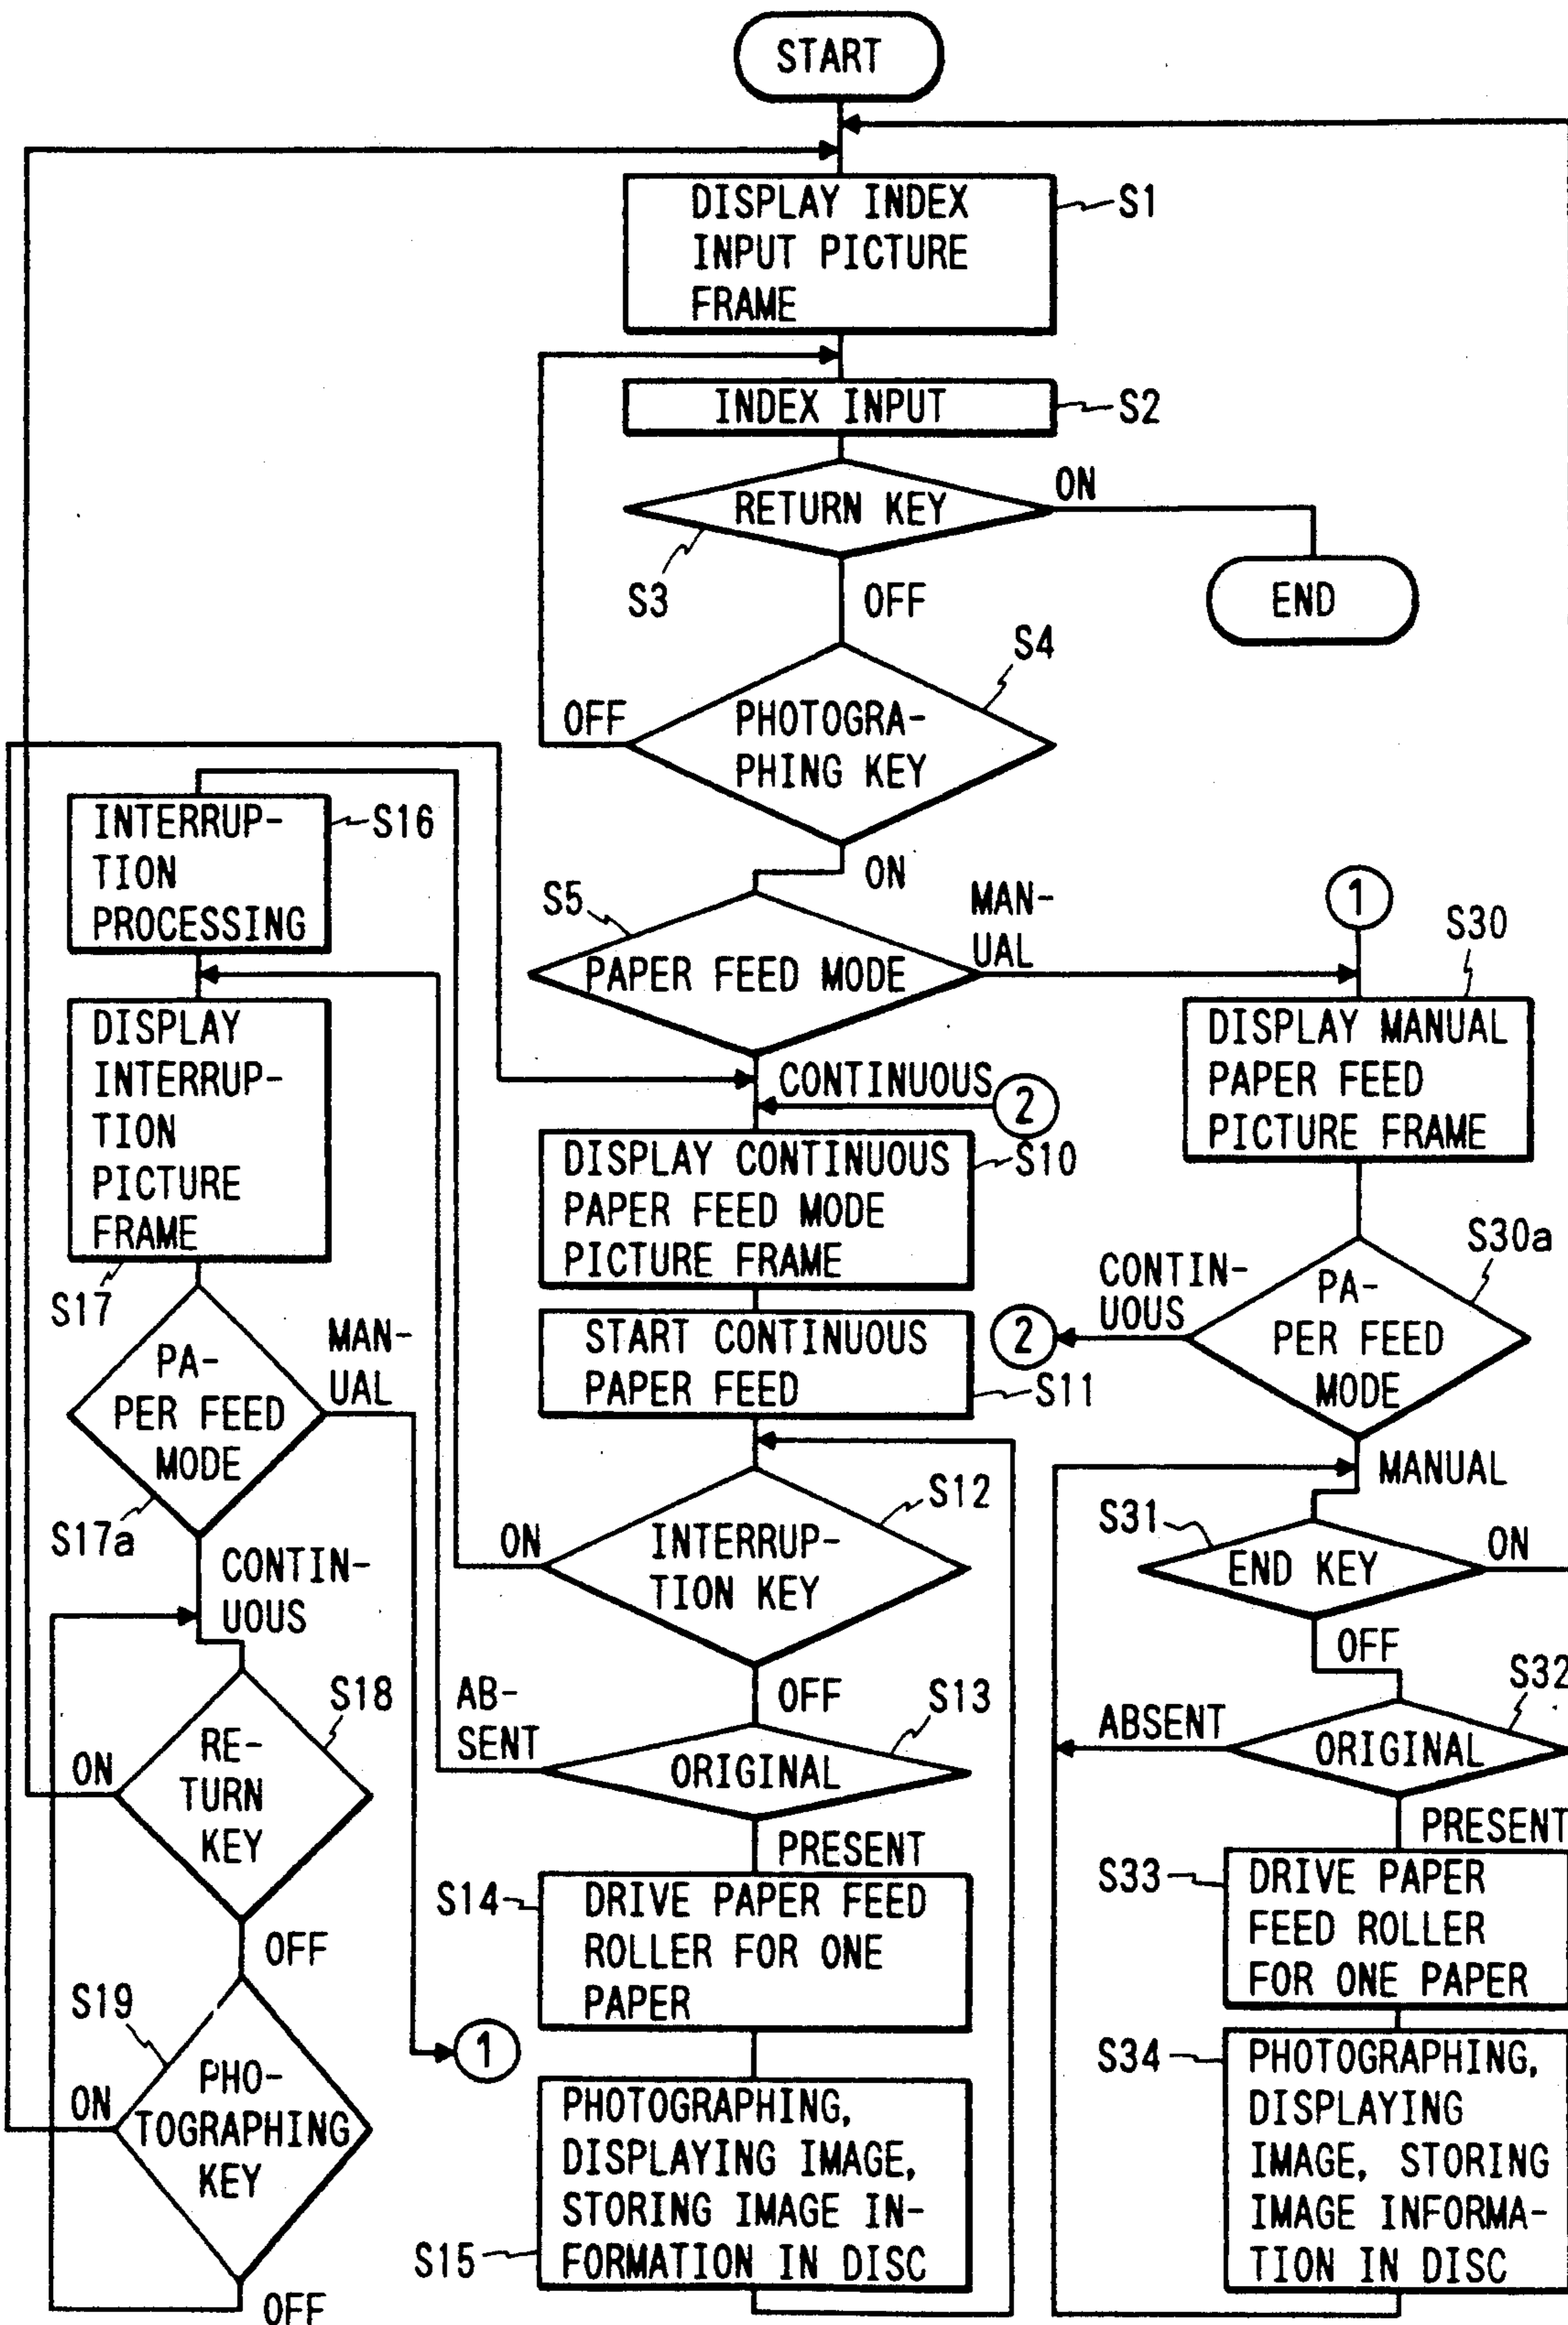 START
DISPLAY INDEX
INPUT PICTURE
FRAME
S1
INDEX INPUT
S2
RETURN KEY
ON
S3
OFF
END
S4
PHOTOGRA-
PHING KEY
OFF
ON
S5
PAPER FEED MODE
MAN-
UAL
CONTINUOUS
2
DISPLAY CONTINUOUS
PAPER FEED MODE
PICTURE FRAME
S10
START CONTINUOUS
PAPER FEED
S11
INTERRUP-
TION KEY
S12
ON
OFF
S13
ORIGINAL
AB-
SENT
PRESENT
S14
DRIVE PAPER FEED
ROLLER FOR ONE
PAPER
PHOTOGRAPHING,
DISPLAYING IMAGE,
STORING IMAGE IN-
FORMATION IN DISC
S15
INTERRUP-
TION
PROCESSING
S16
DISPLAY
INTERRUP-
TION
PICTURE
FRAME
S17
PA-
PER FEED
MODE
MAN-
UAL
S17a
CONTIN-
UOUS
S18
RE-
TURN
KEY
ON
OFF
S19
PHO-
TOGRAPHING
KEY
ON
OFF
1
1
S30
DISPLAY MANUAL
PAPER FEED
PICTURE FRAME
S30a
PA-
PER FEED
MODE
CONTIN-
UOUS
2
MANUAL
S31
END KEY
ON
OFF
S32
ORIGINAL
ABSENT
PRESENT
S33
DRIVE PAPER
FEED ROLLER
FOR ONE PAPER
S34
PHOTOGRAPHING,
DISPLAYING
IMAGE, STORING
IMAGE INFORMA-
TION IN DISC